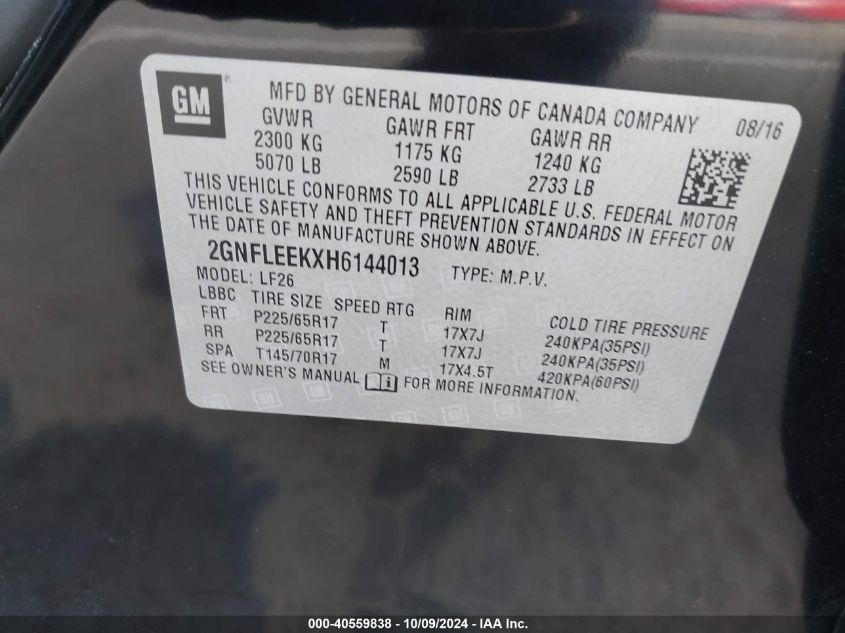 GM ®
MFD BY GENERAL MOTORS OF CANADA COMPANY 08/16
GVWR GAWR FRT GAWR RR
2300 KG 1175 KG 1240 KG
5070 LB 2590 LB 2733 LB
THIS VEHICLE CONFORMS TO ALL APPLICABLE U.S. FEDERAL MOTOR
VEHICLE SAFETY AND THEFT PREVENTION STANDARDS IN EFFECT ON
THE DATE OF MANUFACTURE SHOWN ABOVE.
2GNFLEEKXH6144013 TYPE: M.P.V.
MODEL: LF26
LBBC TIRE SIZE SPEED RTG RIM COLD TIRE PRESSURE
FRT P225/65R17 T 17X7J 240KPA(35PSI)
RR P225/65R17 T 17X7J 240KPA(35PSI)
SPA T145/70R17 M 17X4.5T 420KPA(60PSI)
SEE OWNER'S MANUAL FOR MORE INFORMATION.
000-40559838 - 10/09/2024 - IAA Inc.